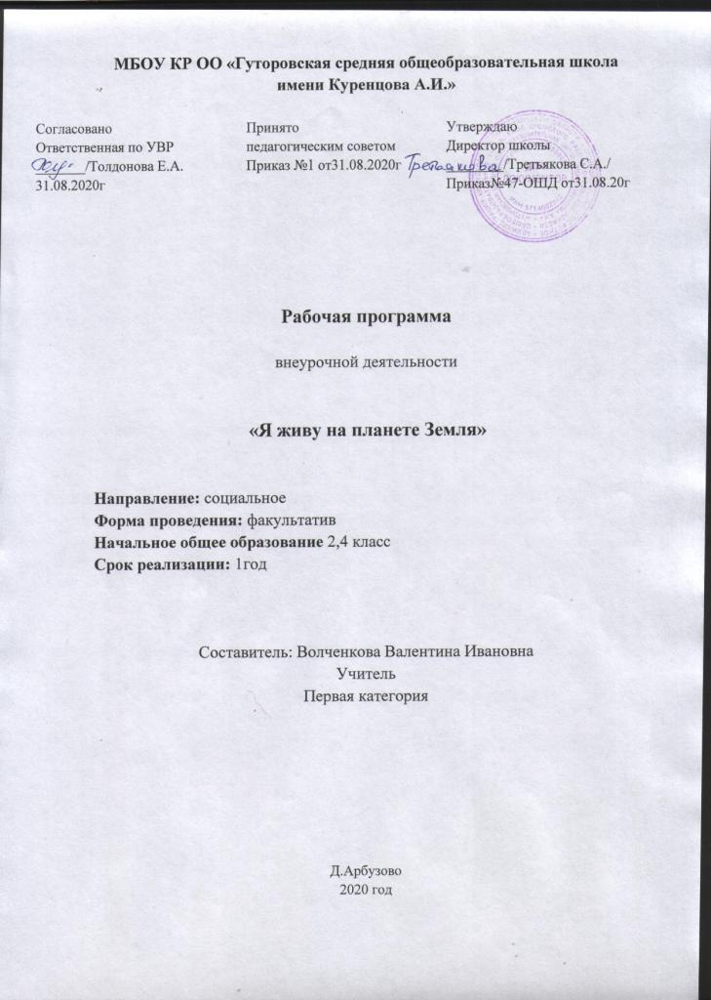 МБОУ КР ОО «Гуторовская средняя общеобразовательная школа
имени Куренцова А.И.»
Согласовано
Ответственная по УВР
/Толдонова Е.А.
31.08.2020г
Принято
педагогическим советом
Приказ №1 от31.08.2020г
Утверждаю
Директор школы
Третьякова /Третьякова С.А./
Приказ№47-ОШД от31.08.20г
Рабочая программа
внеурочной деятельности
«Я живу на планете Земля»
Направление: социальное
Форма проведения: факультатив
Начальное общее образование 2,4 класс
Срок реализации: 1год
Составитель: Волченкова Валентина Ивановна
Учитель
Первая категория
Д.Арбузово
2020 год